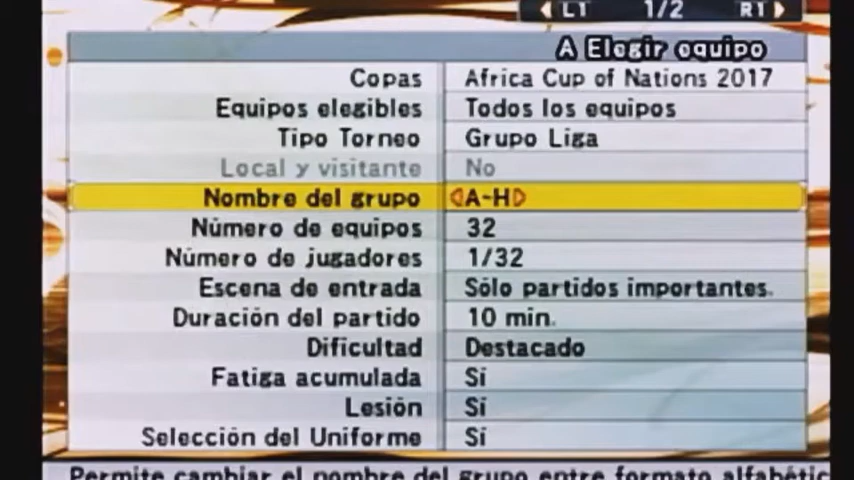 LT 1/2 RT
A Elegir equipo
Copas Africa Cup of Nations 2017
Equipos elegibles Todos los equipos
Tipo Torneo Grupo Liga
Local y visitante No
Nombre del grupo A-H
Número de equipos 32
Número de jugadores 1/32
Escena de entrada Sólo partidos importantes.
Duración del partido 10 min.
Dificultad Destacado
Fatiga acumulada Sí
Lesión Sí
Selección del Uniforme Sí
Permite cambiar el nombre del grupo entre formato alfabétic